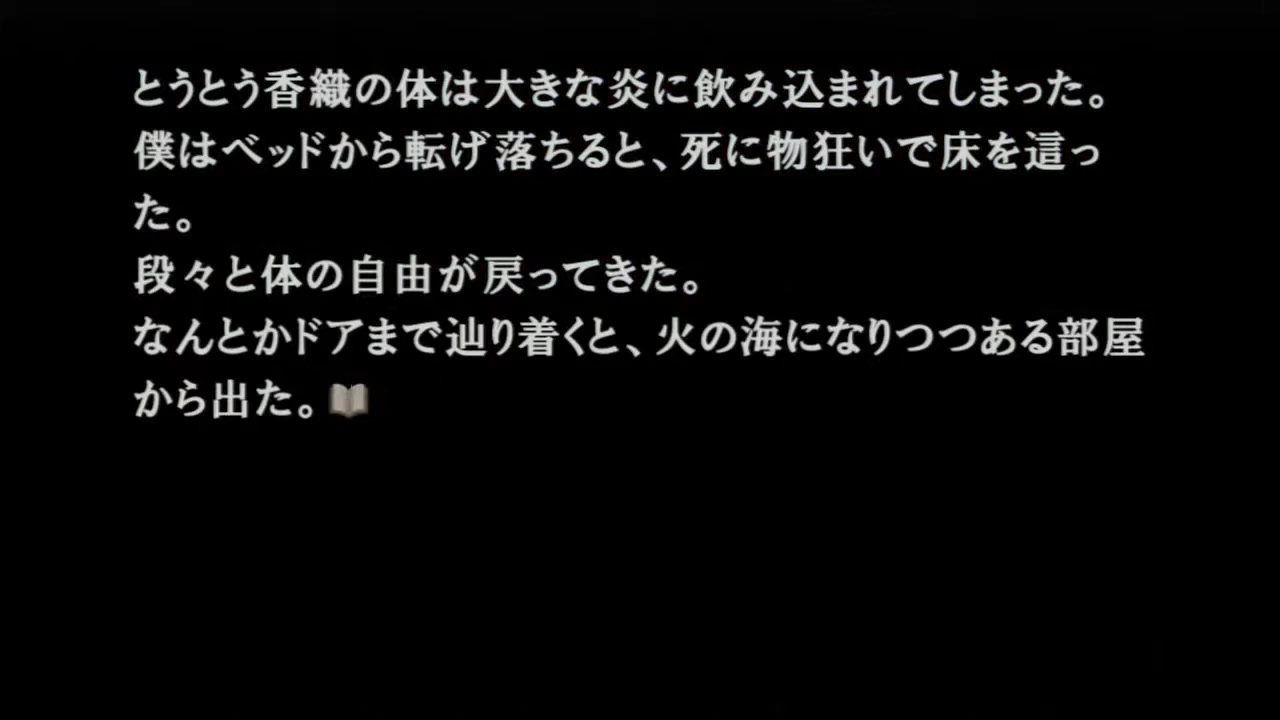 とうとう香織の体は大きな炎に飲み込まれてしまった。
僕はベッドから転げ落ちると、死に物狂いで床を這っ
た。
段々と体の自由が戻ってきた。
なんとかドアまで辿り着くと、火の海になりつつある部屋
から出た。